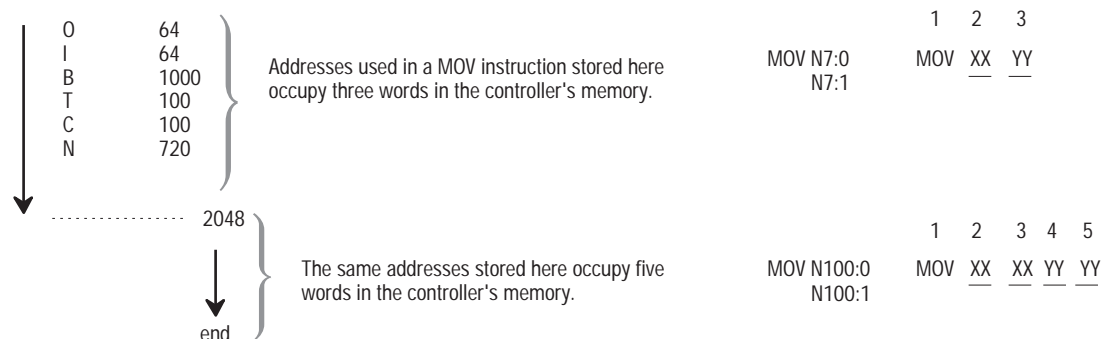 O 64
I 64
B 1000
T 100
C 100
N 720
Addresses used in a MOV instruction stored here
occupy three words in the controller's memory.
1 2 3
MOV N7:0 MOV XX YY
N7:1
2048
end
The same addresses stored here occupy five
words in the controller's memory.
1 2 3 4 5
MOV N100:0 MOV XX XX YY YY
N100:1